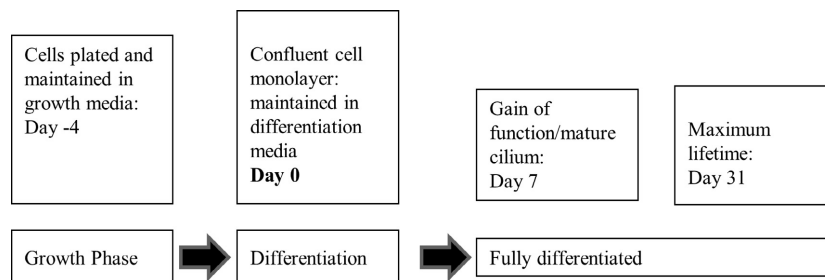 Cells plated and
maintained in
growth media:
Day -4
Confluent cell
monolayer:
maintained in
differentiation
media
Day 0
Gain of
function/mature
cilium:
Day 7
Maximum
lifetime:
Day 31
Growth Phase
Differentiation
Fully differentiated